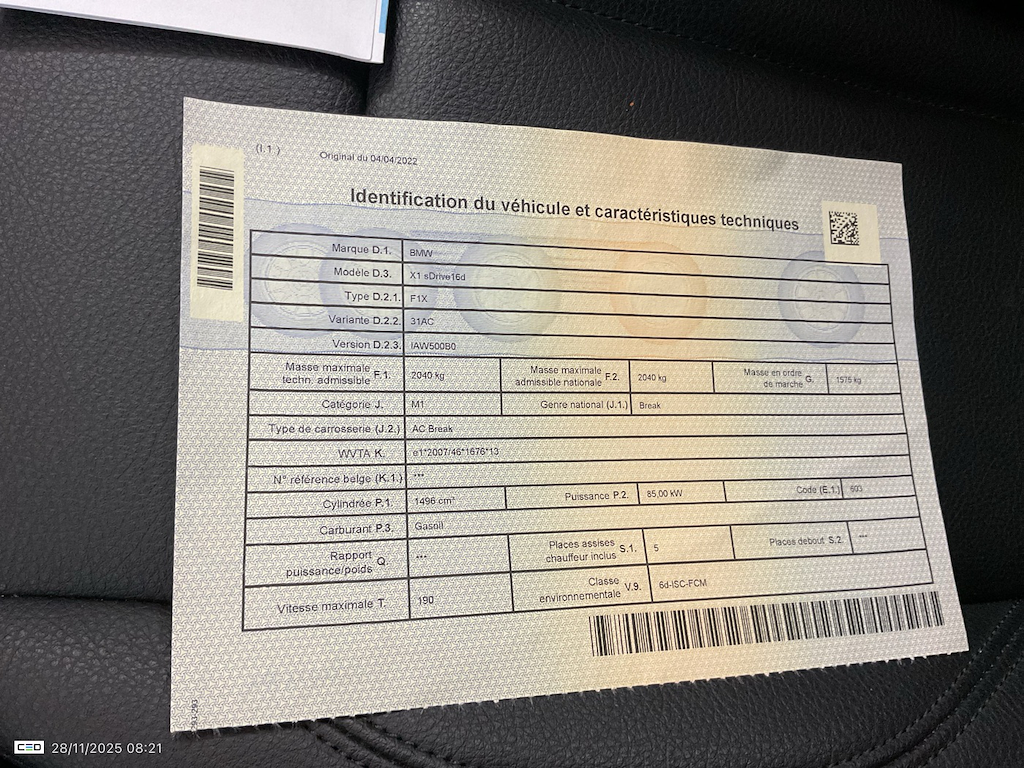 (I.1.) Original du 04/04/2022
Identification du véhicule et caractéristiques techniques
Marque D.1. BMW
Modèle D.3. X1 sDrive16d
Type D.2.1. F1X
Variante D.2.2. 31AC
Version D.2.3. IAW500B0
Masse maximale techn. admissible F.1. 2040 kg Masse maximale admissible nationale F.2. 2040 kg Masse en ordre de marche G. 1575 kg
Catégorie J. M1 Genre national (J.1.) Break
Type de carrosserie (J.2.) AC Break
WVTA K. e1*2007/46*1676*13
N° référence belge (K.1.) ---
Cylindrée P.1. 1496 cm³ Puissance P.2. 85,00 kW Code (E.1.) 603
Carburant P.3. Gasoil
Rapport puissance/poids Q. --- Places assises chauffeur inclus S.1. 5 Places debout S.2. ---
Vitesse maximale T. 190 Classe environnementale V.9. 6d-ISC-FCM
CEO 28/11/2025 08:21